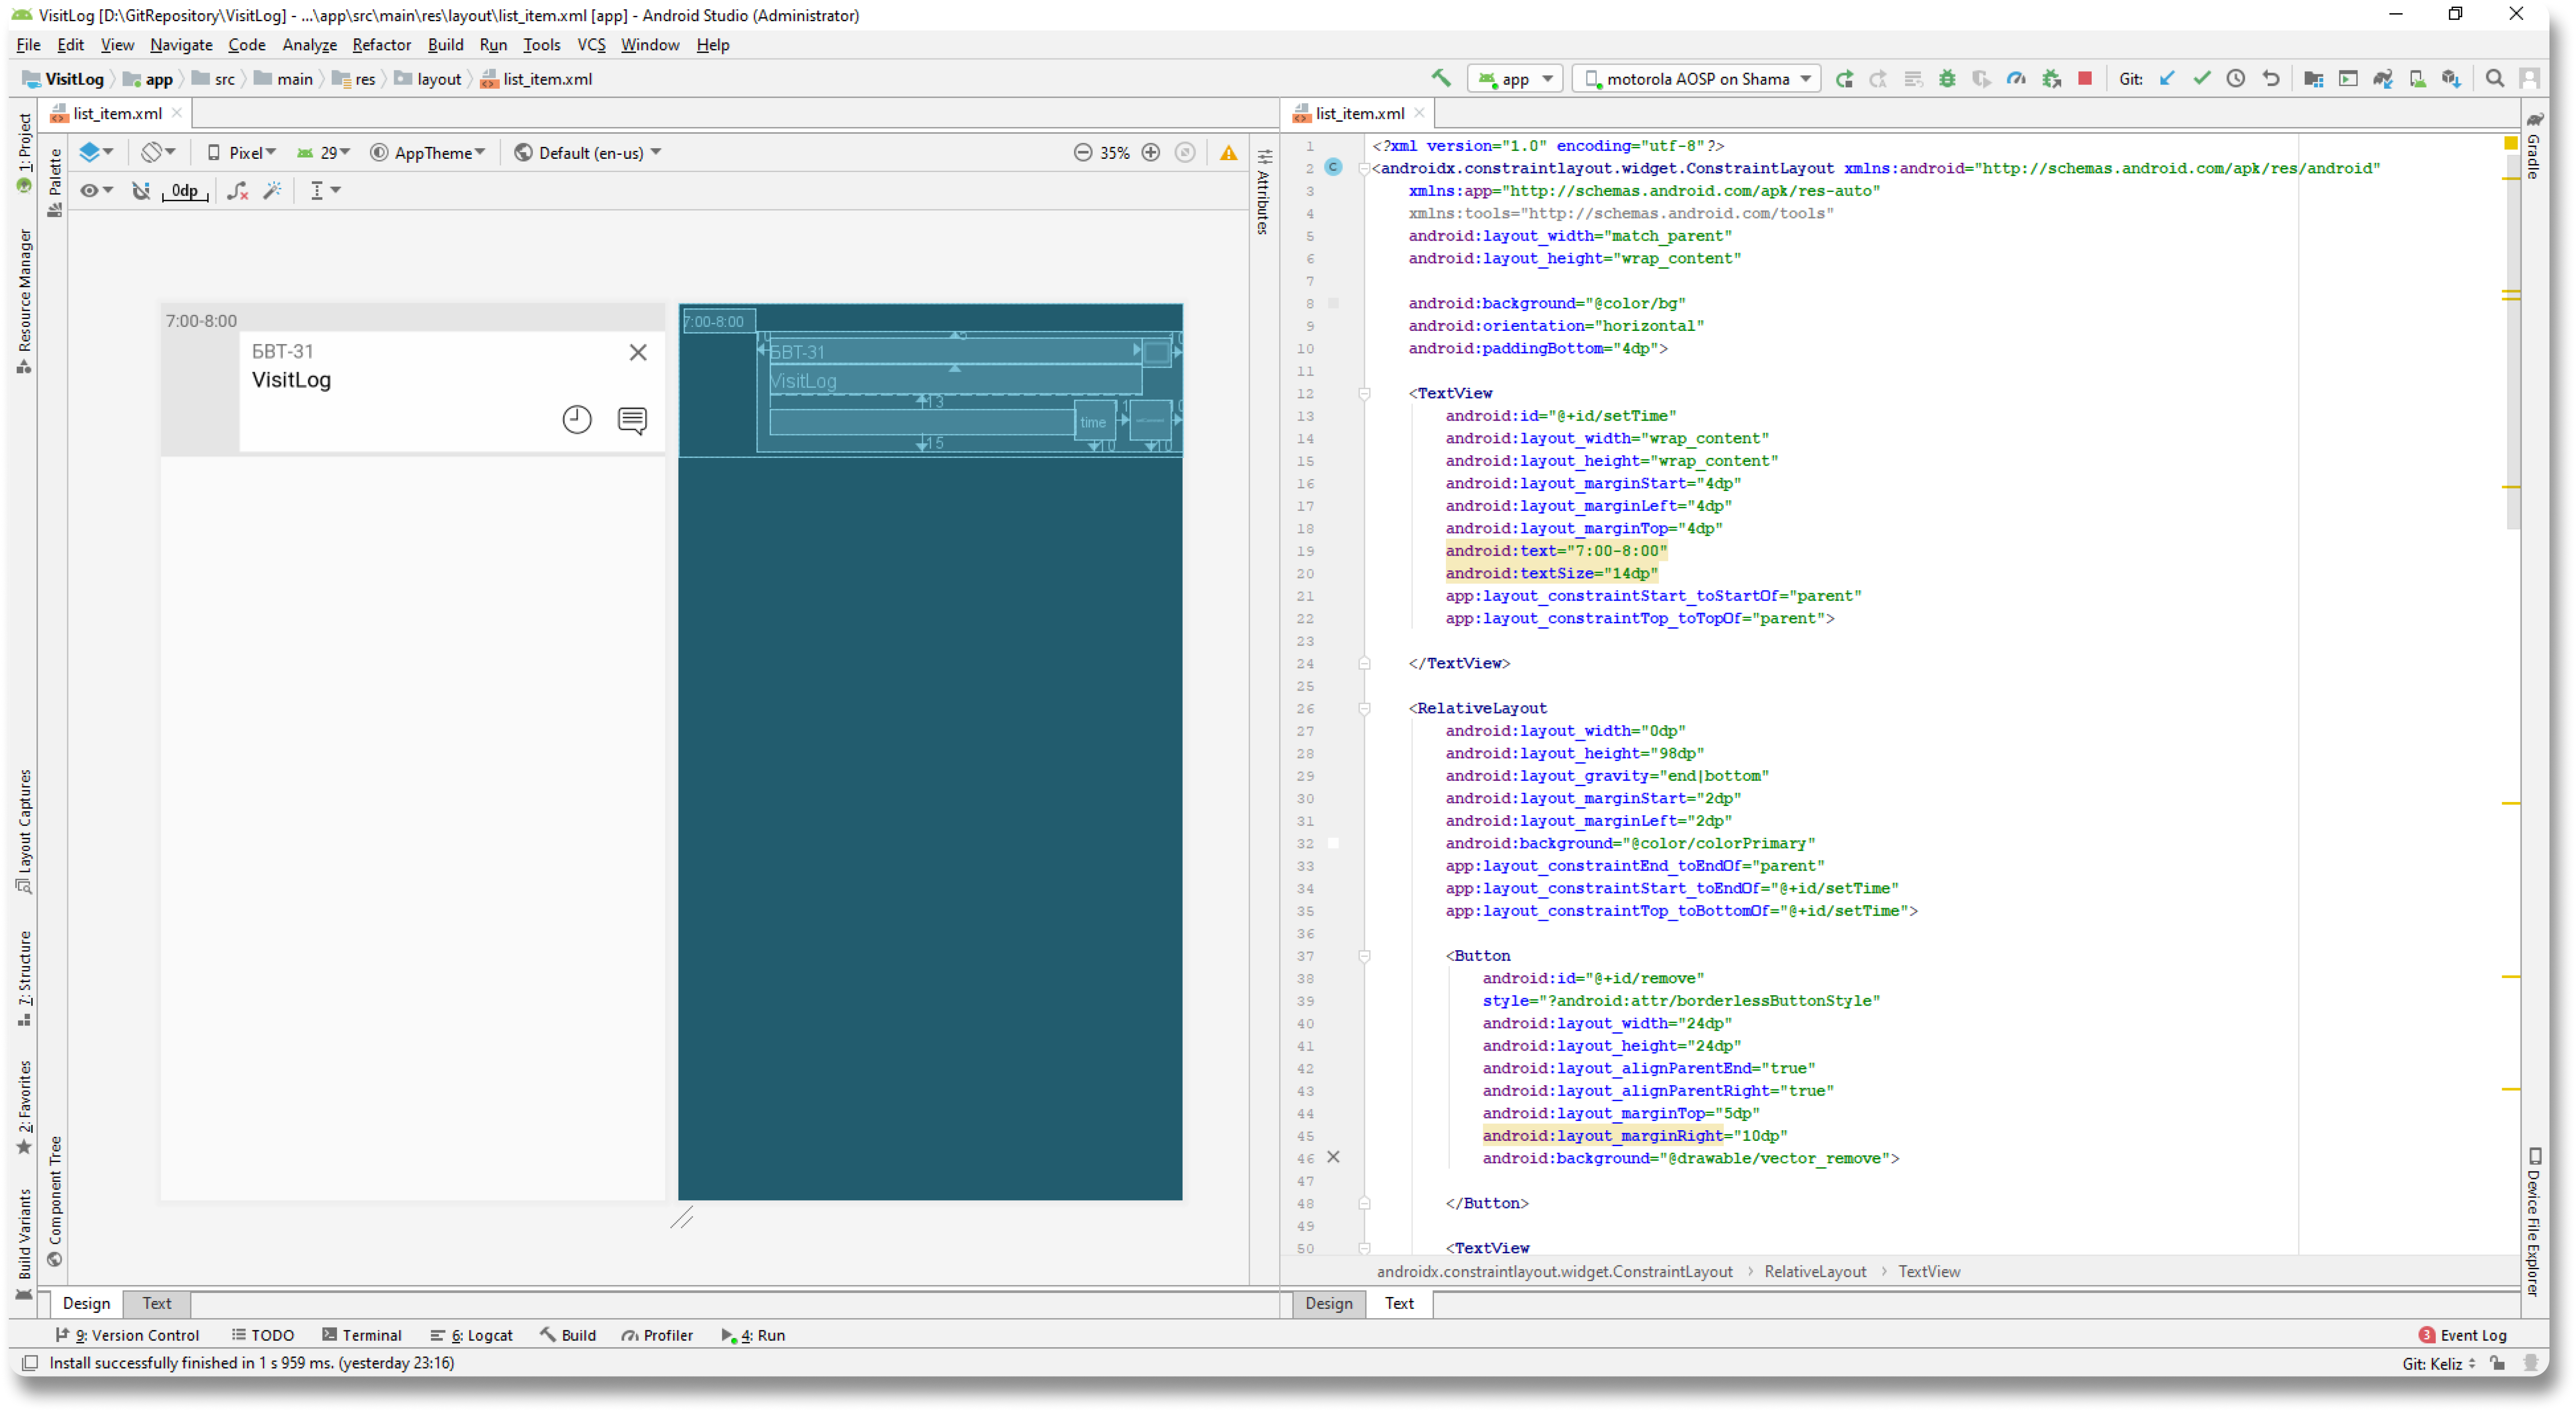 VisitLog [D:\GitRepository\VisitLog] - ...\app\src\main\res\layout\list_item.xml [app] - Android Studio (Administrator)
File Edit View Navigate Code Analyze Refactor Build Run Tools VCS Window Help
VisitLog app src main res layout list_item.xml
app motorola AOSP on Shama Git:
1: Project
Resource Manager
Layout Captures
7: Structure
2: Favorites
Build Variants
list_item.xml
Palette
Component Tree
Pixel 29 AppTheme Default (en-us) 35%
0dp
Attributes
7:00-8:00
БВТ-31
VisitLog
7:00-8:00
БВТ-31
VisitLog
13
time
15
Design Text
list_item.xml
1 <?xml version="1.0" encoding="utf-8"?>
2 C <androidx.constraintlayout.widget.ConstraintLayout xmlns:android="http://schemas.android.com/apk/res/android"
3 xmlns:app="http://schemas.android.com/apk/res-auto"
4 xmlns:tools="http://schemas.android.com/tools"
5 android:layout_width="match_parent"
6 android:layout_height="wrap_content"
7
8 android:background="@color/bg"
9 android:orientation="horizontal"
10 android:paddingBottom="4dp">
11
12 <TextView
13 android:id="@+id/setTime"
14 android:layout_width="wrap_content"
15 android:layout_height="wrap_content"
16 android:layout_marginStart="4dp"
17 android:layout_marginLeft="4dp"
18 android:layout_marginTop="4dp"
19 android:text="7:00-8:00"
20 android:textSize="14dp"
21 app:layout_constraintStart_toStartOf="parent"
22 app:layout_constraintTop_toTopOf="parent">
23
24 </TextView>
25
26 <RelativeLayout
27 android:layout_width="0dp"
28 android:layout_height="98dp"
29 android:layout_gravity="end|bottom"
30 android:layout_marginStart="2dp"
31 android:layout_marginLeft="2dp"
32 android:background="@color/colorPrimary"
33 app:layout_constraintEnd_toEndOf="parent"
34 app:layout_constraintStart_toEndOf="@+id/setTime"
35 app:layout_constraintTop_toBottomOf="@+id/setTime">
36
37 <Button
38 android:id="@+id/remove"
39 style="?android:attr/borderlessButtonStyle"
40 android:layout_width="24dp"
41 android:layout_height="24dp"
42 android:layout_alignParentEnd="true"
43 android:layout_alignParentRight="true"
44 android:layout_marginTop="5dp"
45 android:layout_marginRight="10dp"
46 android:background="@drawable/vector_remove">
47
48 </Button>
49
50 <TextView
androidx.constraintlayout.widget.ConstraintLayout › RelativeLayout › TextView
Design Text
Gradle
Device File Explorer
9: Version Control TODO Terminal 6: Logcat Build Profiler 4: Run
3 Event Log
Install successfully finished in 1 s 959 ms. (yesterday 23:16)
Git: Keliz